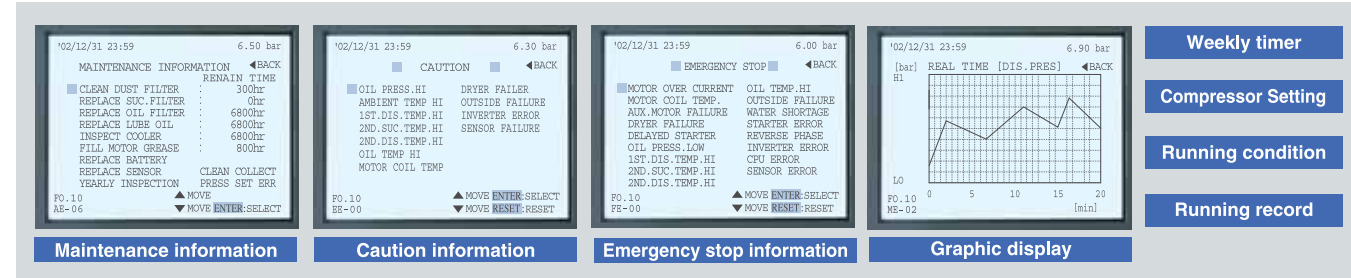 '02/12/31 23:59 6.50 bar
MAINTENANCE INFORMATION ◀BACK
RENAIN TIME
CLEAN DUST FILTER : 300hr
REPLACE SUC.FILTER : 0hr
REPLACE OIL FILTER : 6800hr
REPLACE LUBE OIL : 6800hr
INSPECT COOLER : 6800hr
FILL MOTOR GREASE : 800hr
REPLACE BATTERY
REPLACE SENSOR CLEAN COLLECT
YEARLY INSPECTION PRESS SET ERR
F0.10 ▲MOVE
AE-06 ▼MOVE ENTER:SELECT
Maintenance information
'02/12/31 23:59 6.30 bar
CAUTION ◀BACK
OIL PRESS.HI DRYER FAILER
AMBIENT TEMP HI OUTSIDE FAILURE
1ST.DIS.TEMP HI INVERTER ERROR
2ND.SUC.TEMP HI SENSOR FAILURE
2ND.DIS.TEMP HI
OIL TEMP HI
MOTOR COIL TEMP
F0.10 ▲MOVE ENTER:SELECT
EE-00 ▼MOVE RESET:RESET
Caution information
'02/12/31 23:59 6.00 bar
EMERGENCY STOP ◀BACK
MOTOR OVER CURRENT OIL TEMP.HI
MOTOR COIL TEMP. OUTSIDE FAILURE
AUX.MOTOR FAILURE WATER SHORTAGE
DRYER FAILURE STARTER ERROR
DELAYED STARTER REVERSE PHASE
OIL PRESS.LOW INVERTER ERROR
1ST.DIS.TEMP.HI CPU ERROR
2ND.SUC.TEMP.HI SENSOR ERROR
2ND.DIS.TEMP.HI
F0.10 ▲MOVE ENTER:SELECT
FE-00 ▼MOVE RESET:RESET
Emergency stop information
'02/12/31 23:59 6.90 bar
[bar] REAL TIME [DIS.PRES] ◀BACK
H1
LO
F0.10 0 5 10 15 20
ME-02 [min]
Graphic display
Weekly timer
Compressor Setting
Running condition
Running record